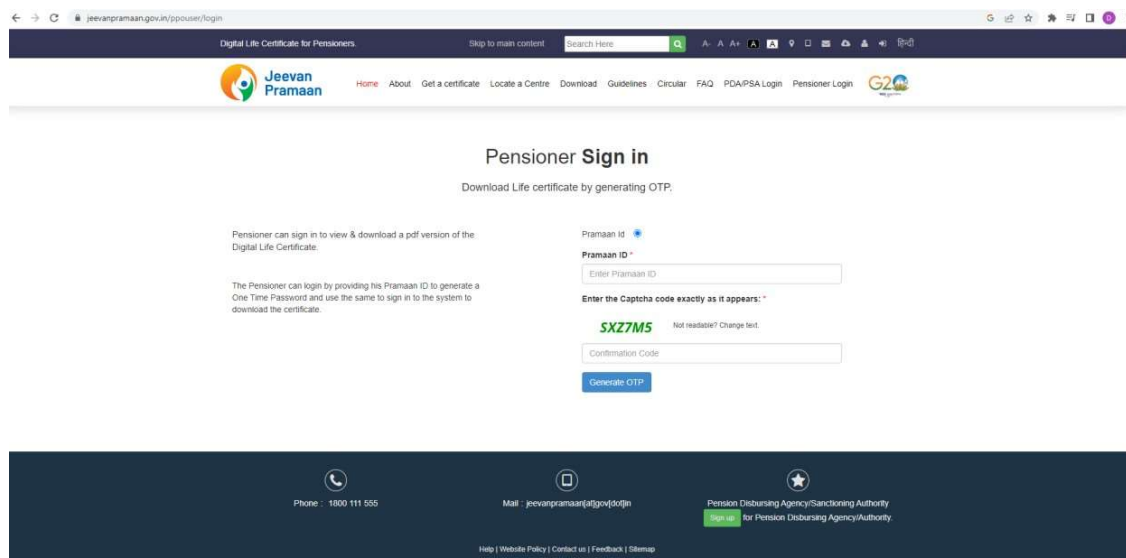 jeevanpramaan.gov.in/ppouser/login
Digital Life Certificate for Pensioners.
Skip to main content
Search Here
A- A A+ A A
हिन्दी
Jeevan
Pramaan
Home About Get a certificate Locate a Centre Download Guidelines Circular FAQ PDA/PSA Login Pensioner Login
G20
Pensioner Sign in
Download Life certificate by generating OTP.
Pensioner can sign in to view & download a pdf version of the
Digital Life Certificate.
The Pensioner can login by providing his Pramaan ID to generate a
One Time Password and use the same to sign in to the system to
download the certificate.
Pramaan Id
Pramaan ID *
Enter Pramaan ID
Enter the Captcha code exactly as it appears: *
SXZ7M5 Not readable? Change text.
Confirmation Code
Generate OTP
Phone : 1800 111 555
Mail : jeevanpramaan[at]gov[dot]in
Pension Disbursing Agency/Sanctioning Authority
Sign up for Pension Disbursing Agency/Authority.
Help | Website Policy | Contact us | Feedback | Sitemap